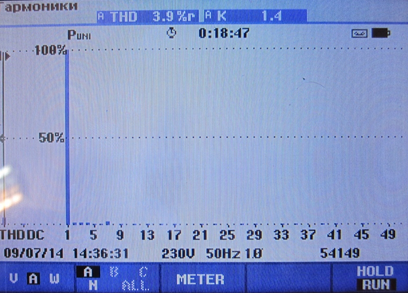 армоники
A THD 3.9%r A K 1.4
PUNI 0:18:47
100%
50%
THDDC 1 5 9 13 17 21 25 29 33 37 41 45 49
09/07/14 14:36:31 230V 50Hz 1Ø 54149
V A W A B C N ALL METER HOLD RUN